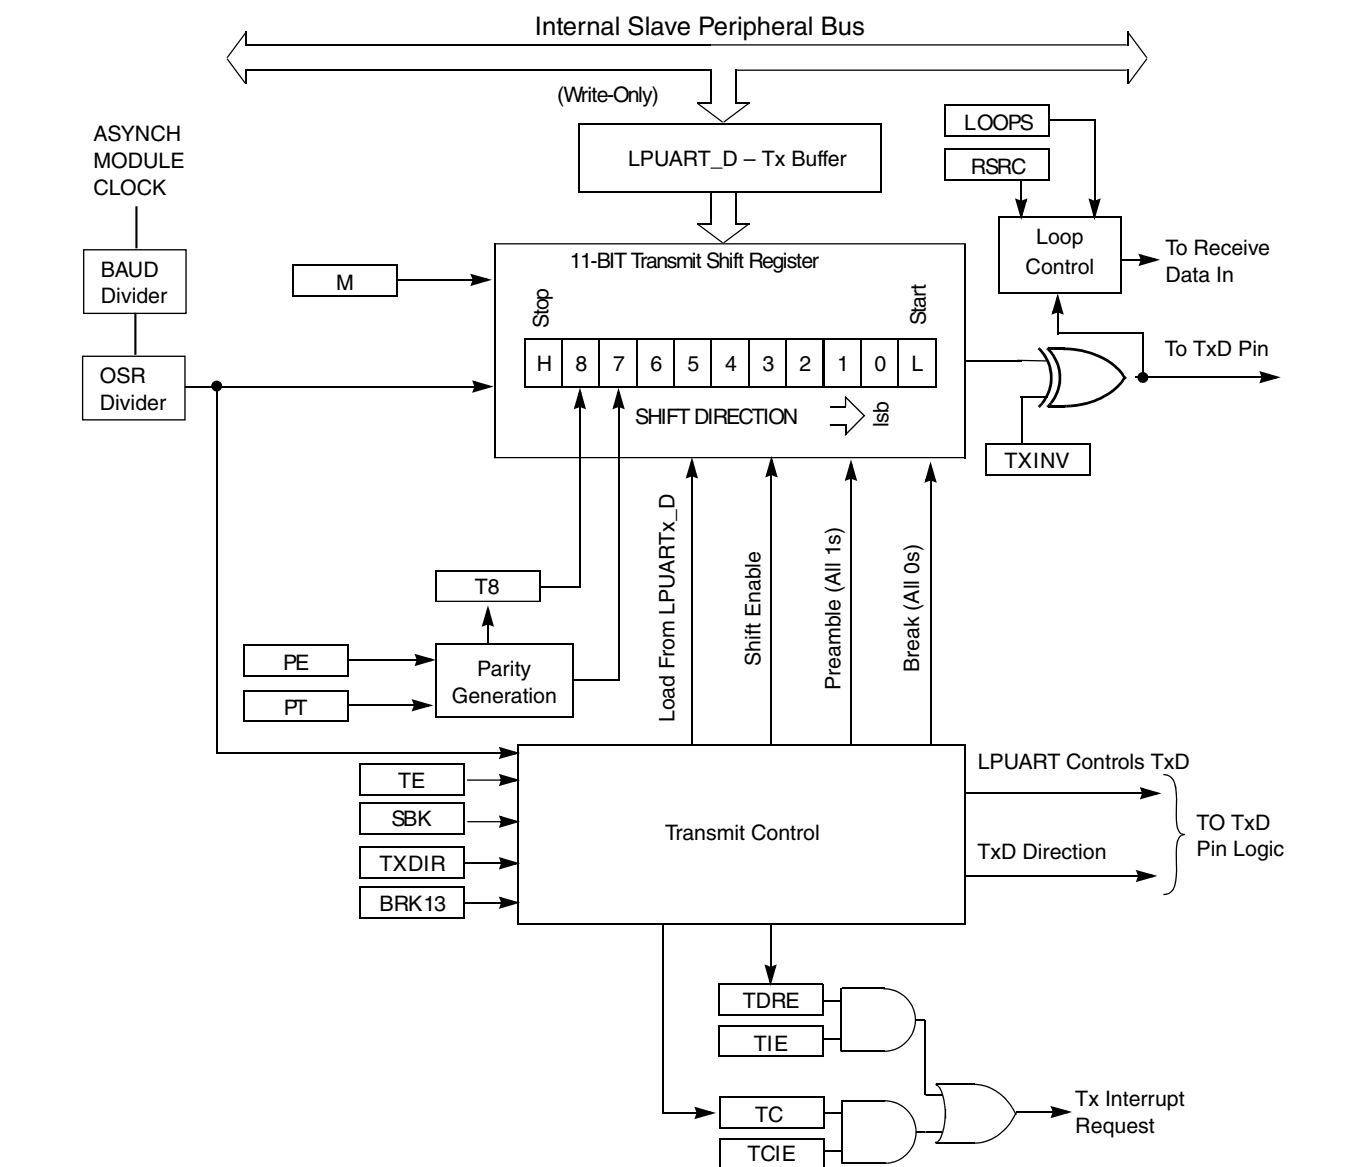 Internal Slave Peripheral Bus
(Write-Only)
LPUART_D – Tx Buffer
ASYNCH
MODULE
CLOCK
BAUD
Divider
OSR
Divider
M
11-BIT Transmit Shift Register
Stop
Start
H 8 7 6 5 4 3 2 1 0 L
SHIFT DIRECTION
lsb
LOOPS
RSRC
Loop
Control
To Receive
Data In
To TxD Pin
TXINV
T8
PE
PT
Parity
Generation
Load From LPUARTx_D
Shift Enable
Preamble (All 1s)
Break (All 0s)
TE
SBK
TXDIR
BRK13
Transmit Control
LPUART Controls TxD
TxD Direction
TO TxD
Pin Logic
TDRE
TIE
TC
TCIE
Tx Interrupt
Request